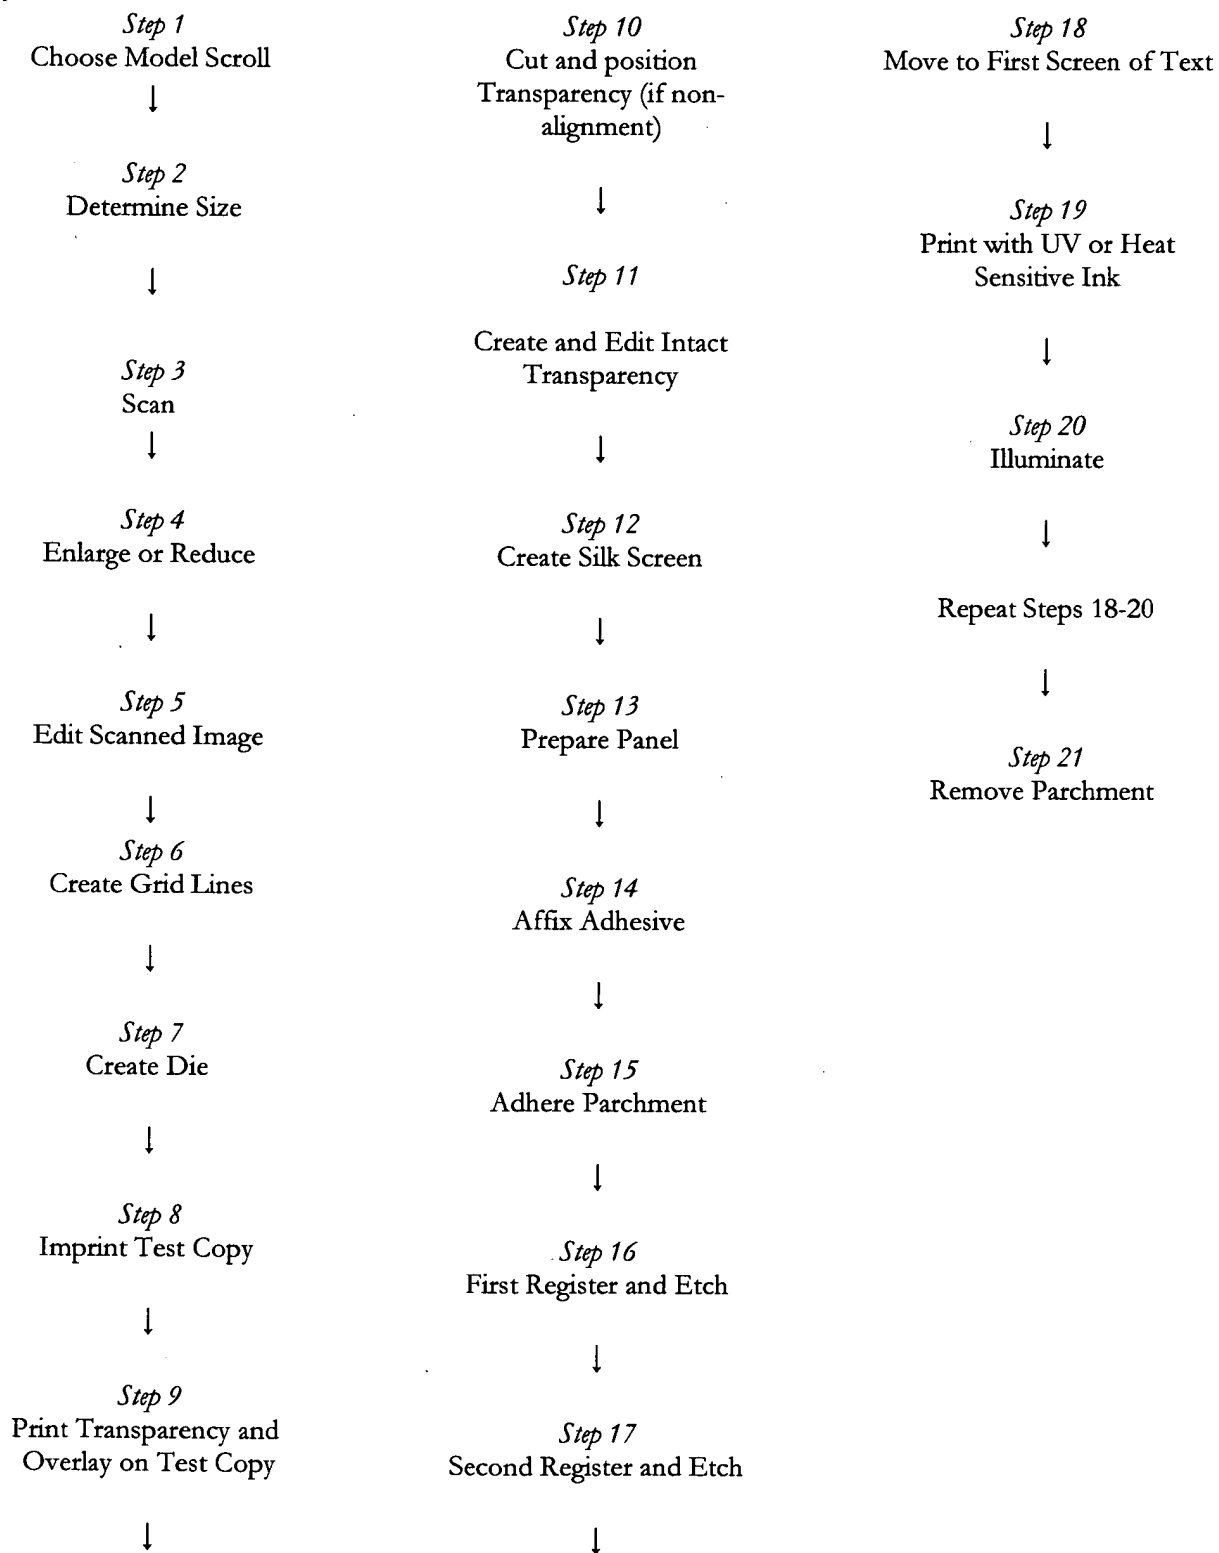 Step 1
Choose Model Scroll
↓
Step 2
Determine Size
↓
Step 3
Scan
↓
Step 4
Enlarge or Reduce
↓
Step 5
Edit Scanned Image
↓
Step 6
Create Grid Lines
↓
Step 7
Create Die
↓
Step 8
Imprint Test Copy
↓
Step 9
Print Transparency and
Overlay on Test Copy
↓
Step 10
Cut and position
Transparency (if non-
alignment)
↓
Step 11
Create and Edit Intact
Transparency
↓
Step 12
Create Silk Screen
↓
Step 13
Prepare Panel
↓
Step 14
Affix Adhesive
↓
Step 15
Adhere Parchment
↓
Step 16
First Register and Etch
↓
Step 17
Second Register and Etch
↓
Step 18
Move to First Screen of Text
↓
Step 19
Print with UV or Heat
Sensitive Ink
↓
Step 20
Illuminate
↓
Repeat Steps 18-20
↓
Step 21
Remove Parchment